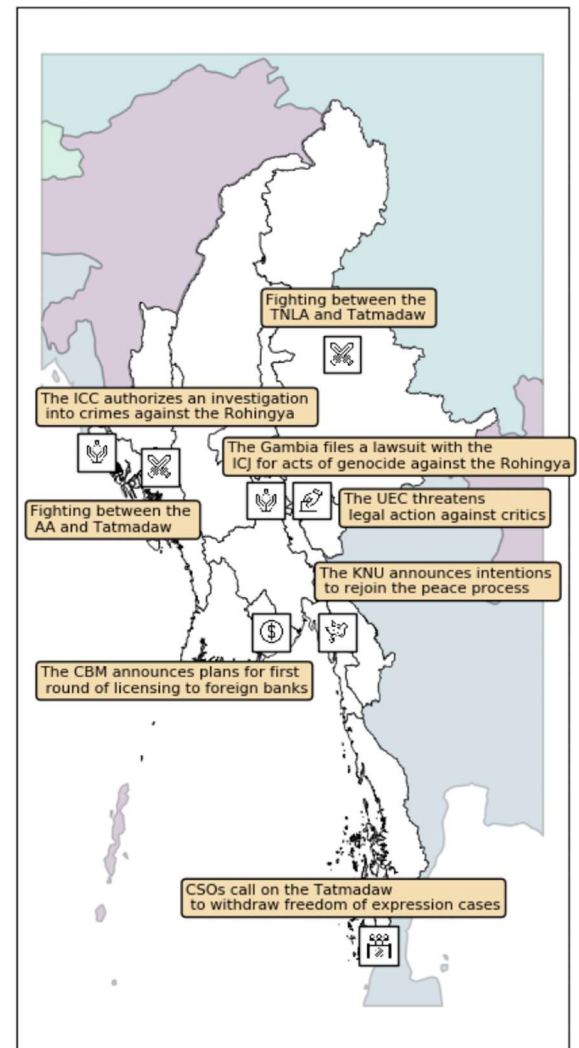 Fighting between the
TNLA and Tatmadaw
The ICC authorizes an investigation
into crimes against the Rohingya
The Gambia files a lawsuit with the
ICJ for acts of genocide against the Rohingya
Fighting between the
AA and Tatmadaw
The UEC threatens
legal action against critics
The KNU announces intentions
to rejoin the peace process
$
The CBM announces plans for first
round of licensing to foreign banks
CSOs call on the Tatmadaw
to withdraw freedom of expression cases